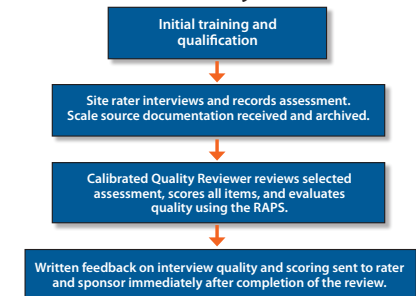 Initial training and
qualification
Site rater interviews and records assessment.
Scale source documentation received and archived.
Calibrated Quality Reviewer reviews selected
assessment, scores all items, and evaluates
quality using the RAPS.
Written feedback on interview quality and scoring sent to rater
and sponsor immediately after completion of the review.